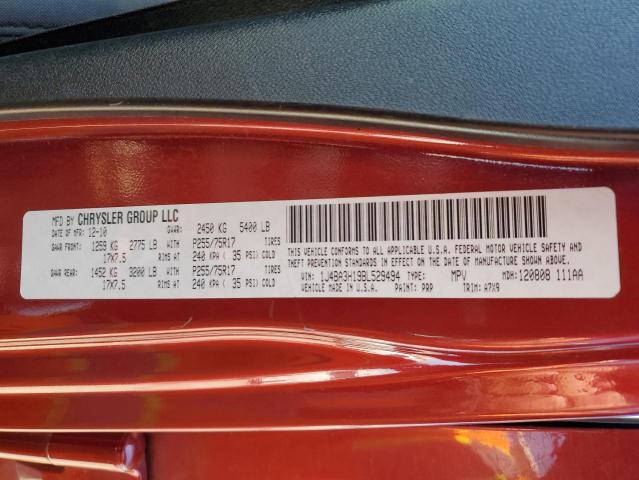 MFD BY CHRYSLER GROUP LLC
DATE OF MFR 12-10 GVWR: 2450 KG 5400 LB
GAWR FRONT: 1259 KG 2775 LB WITH P255/75R17 TIRES
17X7.5 RIMS AT 240 KPA ( 35 PSI) COLD
GAWR REAR: 1452 KG 3200 LB WITH P255/75R17 TIRES
17X7.5 RIMS AT 240 KPA ( 35 PSI) COLD
THIS VEHICLE CONFORMS TO ALL APPLICABLE U.S.A. FEDERAL MOTOR VEHICLE SAFETY AND
THEFT PREVENTION STANDARDS IN EFFECT ON THE DATE OF MANUFACTURE SHOWN ABOVE.
VIN: 1J4BA3H19BL529494 TYPE: MPV MDH: 120808 111AA
VEHICLE MADE IN U.S.A. PAINT: PRP TRIM: A7X9